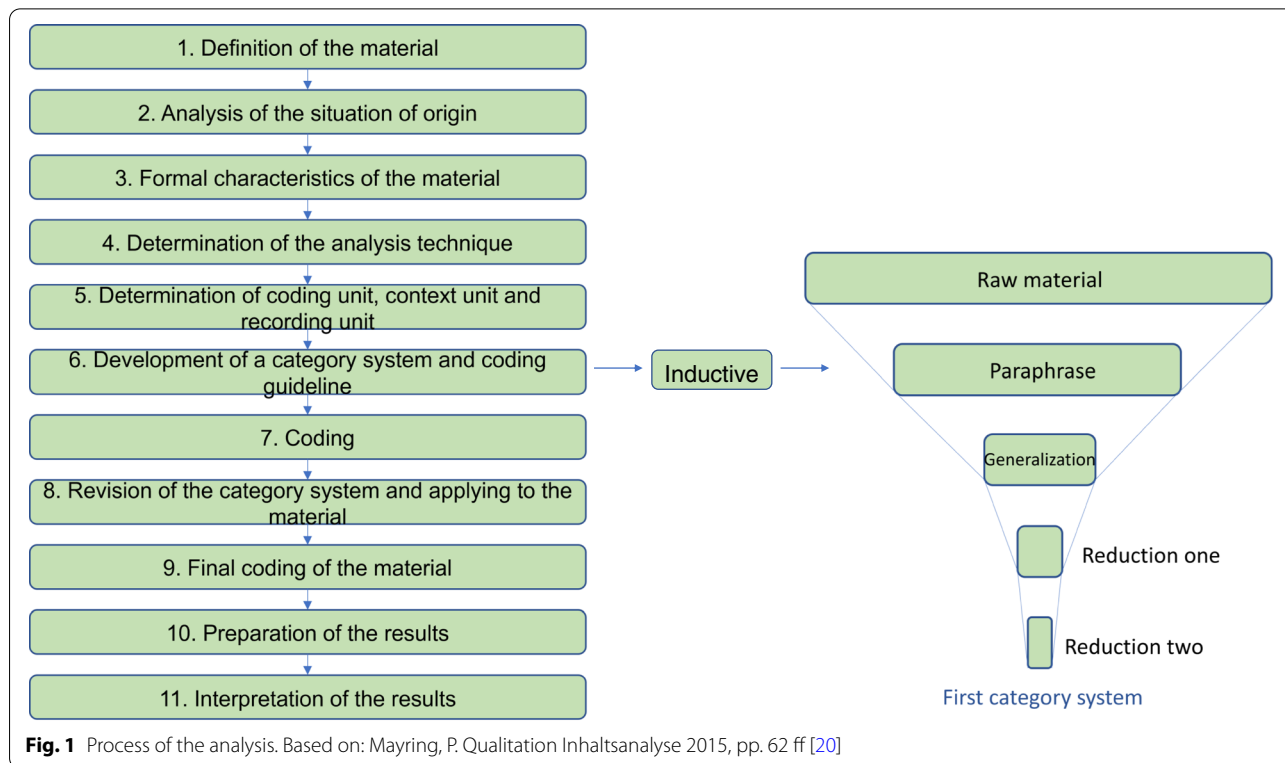 1. Definition of the material
2. Analysis of the situation of origin
3. Formal characteristics of the material
4. Determination of the analysis technique
5. Determination of coding unit, context unit and
recording unit
6. Development of a category system and coding
guideline
7. Coding
8. Revision of the category system and applying to the
material
9. Final coding of the material
10. Preparation of the results
11. Interpretation of the results
Inductive
Raw material
Paraphrase
Generalization
Reduction one
Reduction two
First category system
Fig. 1 Process of the analysis. Based on: Mayring, P. Qualitation Inhaltsanalyse 2015, pp. 62 ff [20]